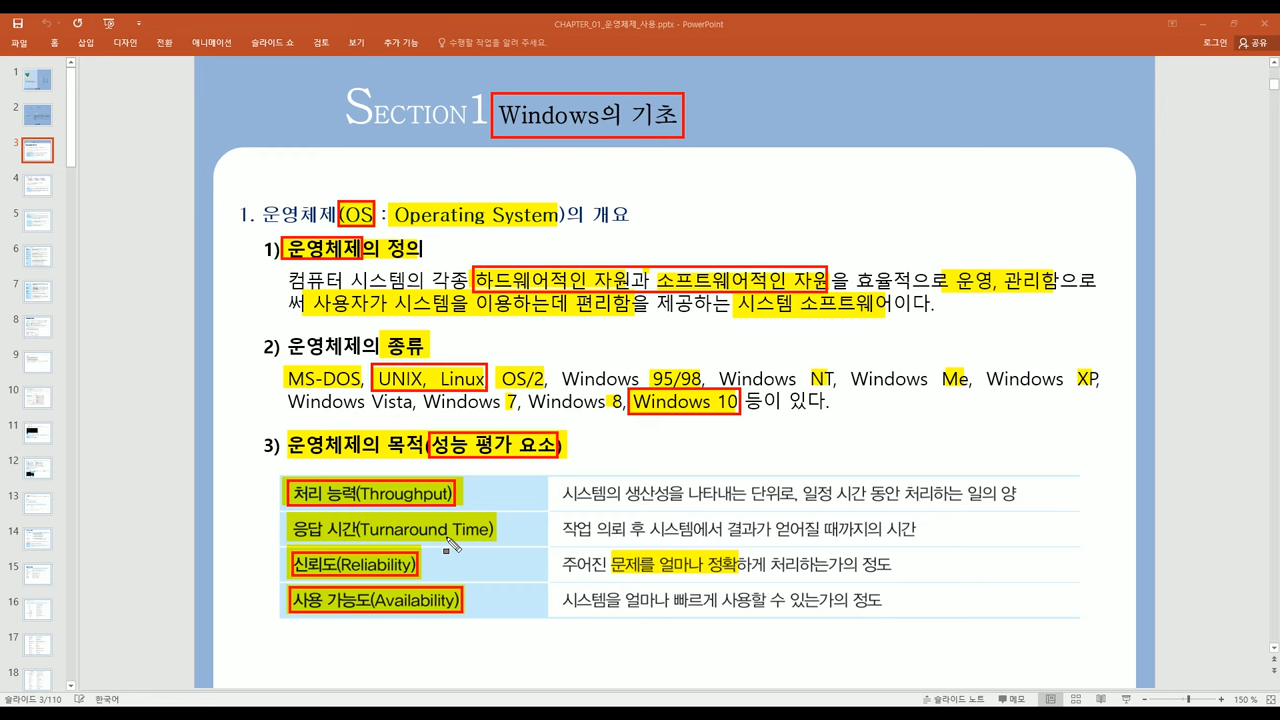 CHAPTER_01_운영체제_사용.pptx - PowerPoint
파일 홈 삽입 디자인 전환 애니메이션 슬라이드 쇼 검토 보기 추가 기능 수행할 작업을 알려 주세요. 로그인 공유
SECTION1 Windows의 기초
1. 운영체제(OS : Operating System)의 개요
1) 운영체제의 정의
컴퓨터 시스템의 각종 하드웨어적인 자원과 소프트웨어적인 자원을 효율적으로 운영, 관리함으로
써 사용자가 시스템을 이용하는데 편리함을 제공하는 시스템 소프트웨어이다.
2) 운영체제의 종류
MS-DOS, UNIX, Linux OS/2, Windows 95/98, Windows NT, Windows Me, Windows XP,
Windows Vista, Windows 7, Windows 8, Windows 10 등이 있다.
3) 운영체제의 목적(성능 평가 요소)
처리 능력(Throughput) 시스템의 생산성을 나타내는 단위로, 일정 시간 동안 처리하는 일의 양
응답 시간(Turnaround Time) 작업 의뢰 후 시스템에서 결과가 얻어질 때까지의 시간
신뢰도(Reliability) 주어진 문제를 얼마나 정확하게 처리하는가의 정도
사용 가능도(Availability) 시스템을 얼마나 빠르게 사용할 수 있는가의 정도
1
2
3
4
5
6
7
8
9
10
11
12
13
14
15
16
17
18
슬라이드 3/110 한국어 슬라이드 노트 메모 150 %